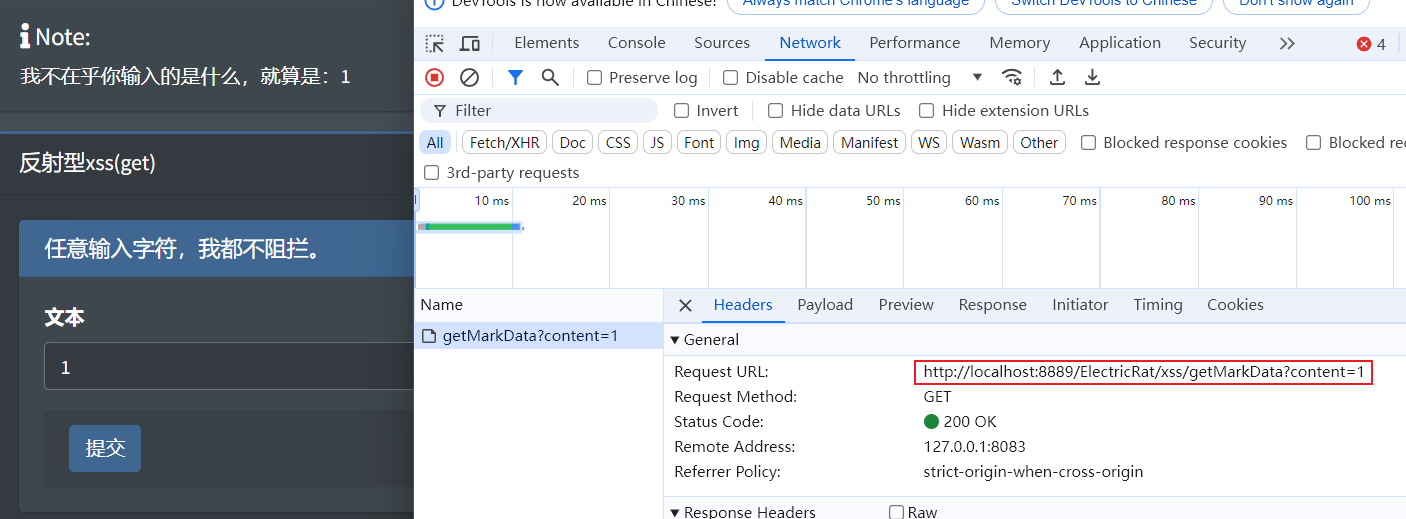 Note:
我不在乎你输入的是什么，就算是：1
反射型xss(get)
任意输入字符，我都不阻拦。
文本
1
提交
DevTools is now available in Chinese! Always match Chrome's language Switch DevTools to Chinese Don't show again
Elements Console Sources Network Performance Memory Application Security 4
Preserve log Disable cache No throttling
Filter Invert Hide data URLs Hide extension URLs
All Fetch/XHR Doc CSS JS Font Img Media Manifest WS Wasm Other Blocked response cookies Blocked re
3rd-party requests
10 ms 20 ms 30 ms 40 ms 50 ms 60 ms 70 ms 80 ms 90 ms 100 ms
Name Headers Payload Preview Response Initiator Timing Cookies
getMarkData?content=1
General
Request URL: http://localhost:8889/ElectricRat/xss/getMarkData?content=1
Request Method: GET
Status Code: 200 OK
Remote Address: 127.0.0.1:8083
Referrer Policy: strict-origin-when-cross-origin
Response Headers Raw